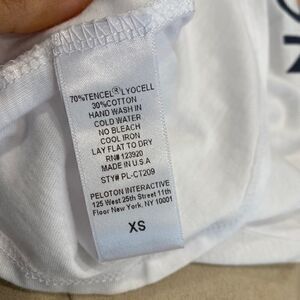 70%TENCEL®LYOCELL
30%COTTON
HAND WASH IN
COLD WATER
NO BLEACH
COOL IRON
LAY FLAT TO DRY
RN# 123920
MADE IN U.S.A
STY# PL-CT209
PELOTON INTERACTIVE
125 West 25th Street 11th
Floor New York, NY 10001
XS